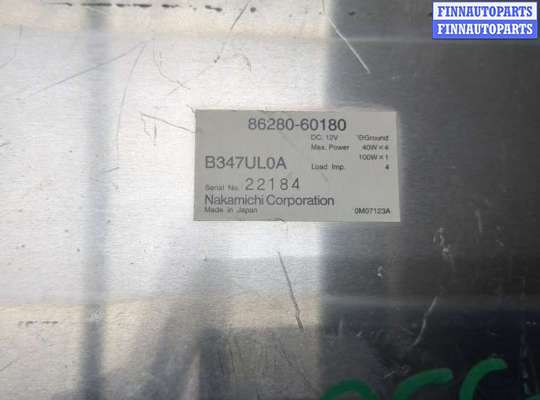 FINNAUTOPARTS
FINNAUTOPARTS
86280-60180
DC. 12V ⊖Ground
Max. Power 40W×4
100W×1
B347UL0A Load Imp. 4
Serial No. 22184
Nakamichi Corporation
Made in Japan 0M07123A